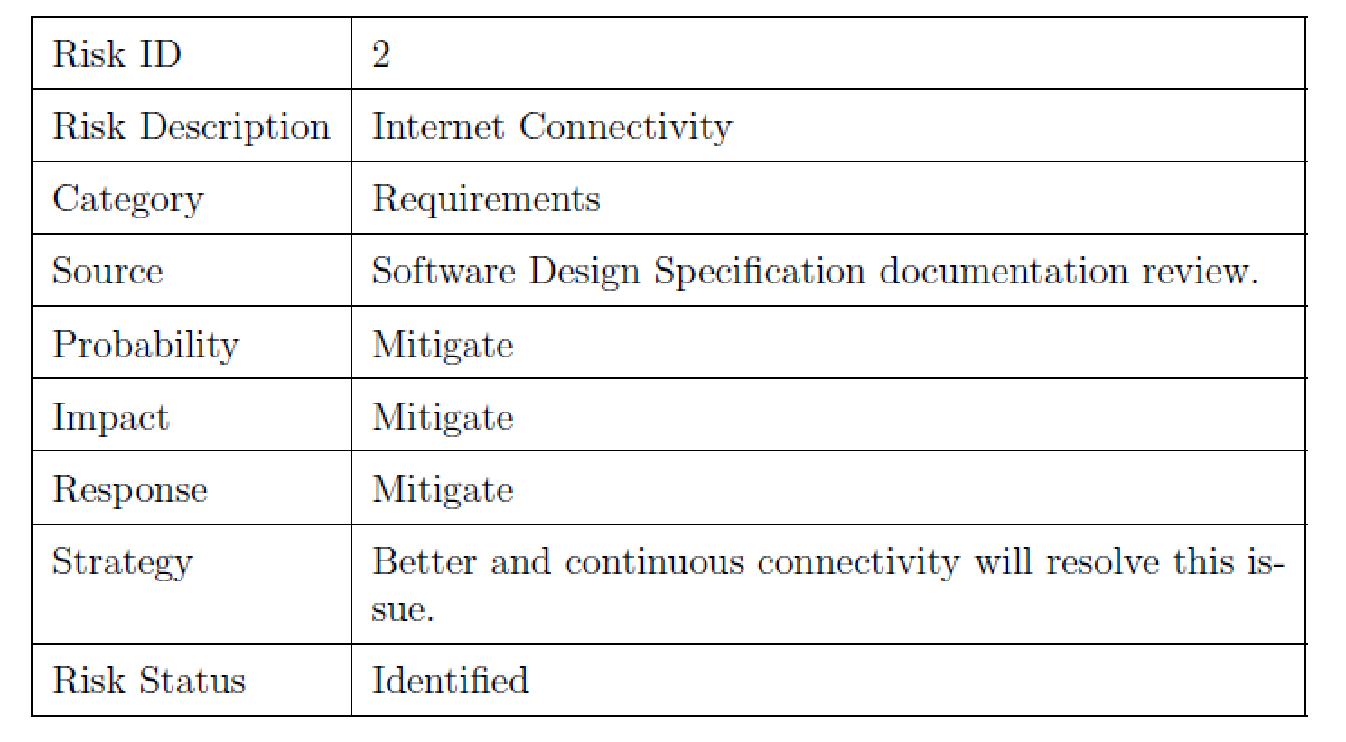 Risk ID 2
Risk Description Internet Connectivity
Category Requirements
Source Software Design Specification documentation review.
Probability Mitigate
Impact Mitigate
Response Mitigate
Strategy Better and continuous connectivity will resolve this is-
sue.
Risk Status Identified